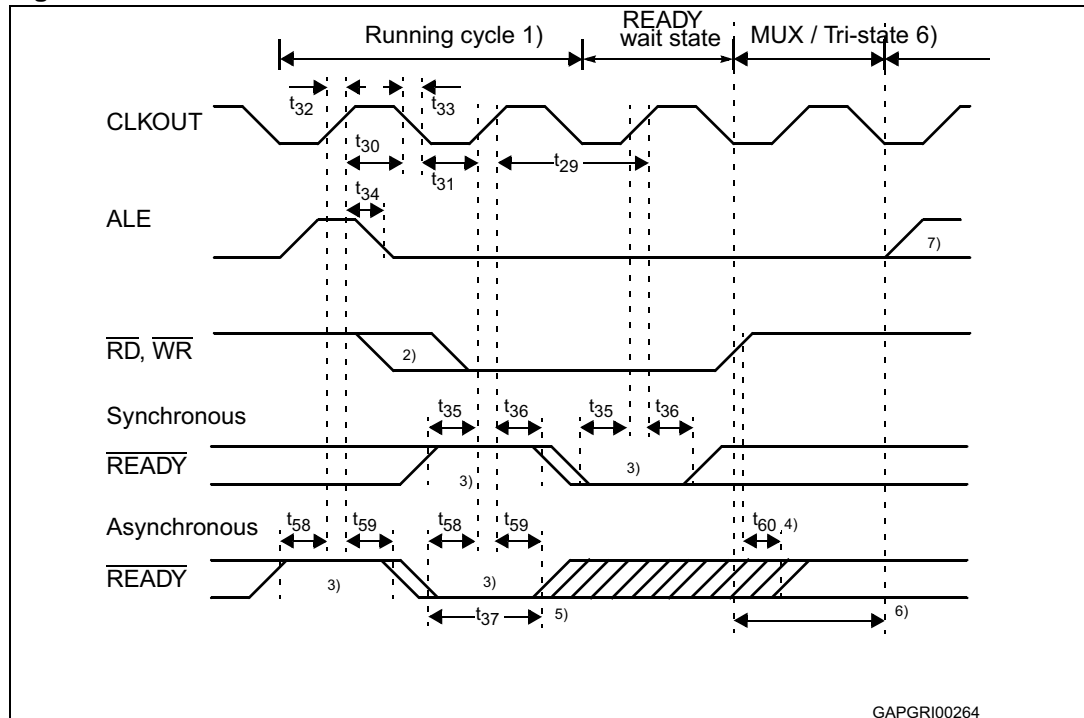 READY
Running cycle 1)
wait state
MUX / Tri-state 6)
t32
t33
CLKOUT
t30
t31
t29
t34
ALE
7)
RD, WR
2)
Synchronous
t35
t36
t35
t36
READY
3)
3)
Asynchronous
t58
t59
t58
t59
t60 4)
READY
3)
3)
t37
5)
6)
GAPGRI00264